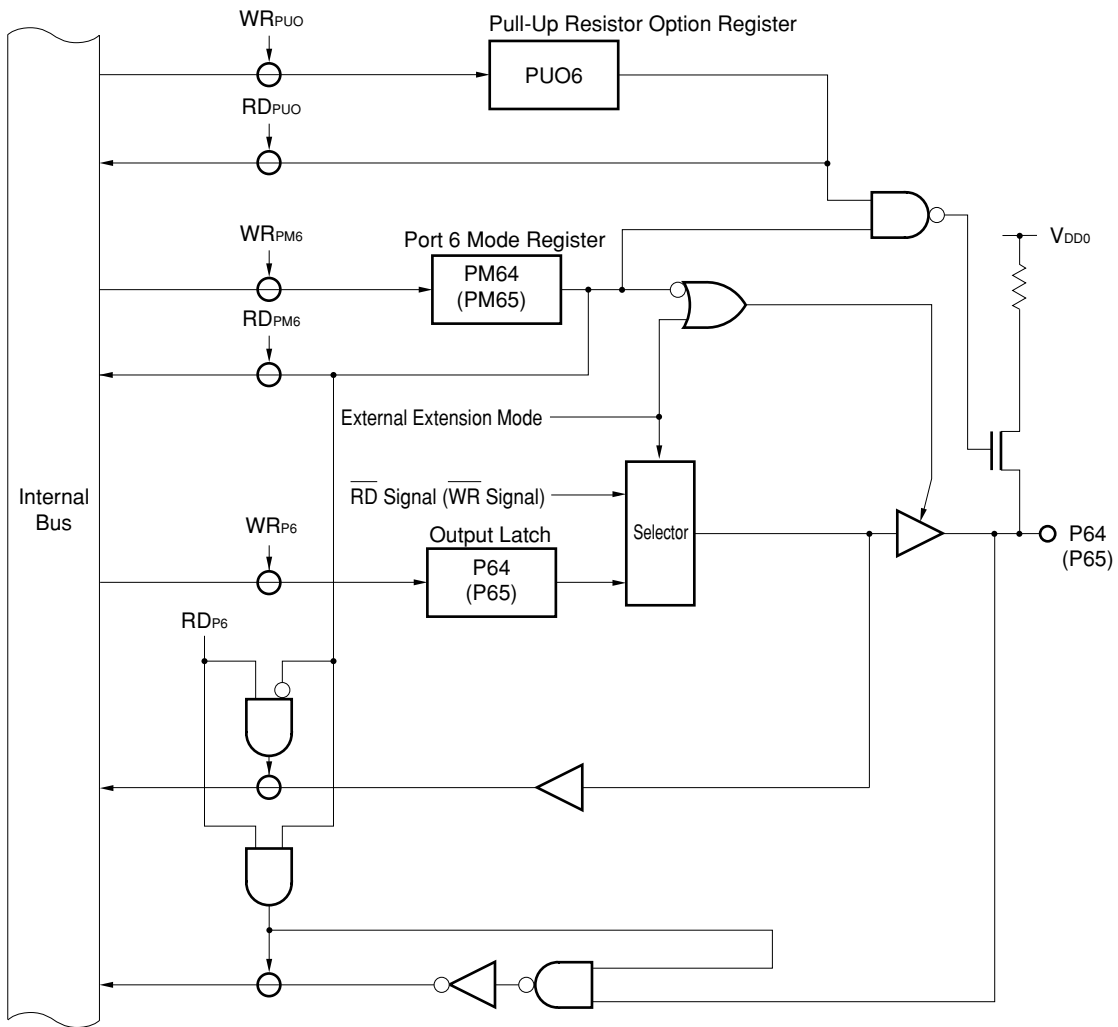 WRPUO
Pull-Up Resistor Option Register
PUO6
RDPUO
WRPM6
Port 6 Mode Register
PM64
(PM65)
RDPM6
VDD0
External Extension Mode
RD Signal (WR Signal)
Internal
Bus
WRP6
Output Latch
P64
(P65)
Selector
P64
(P65)
RDP6